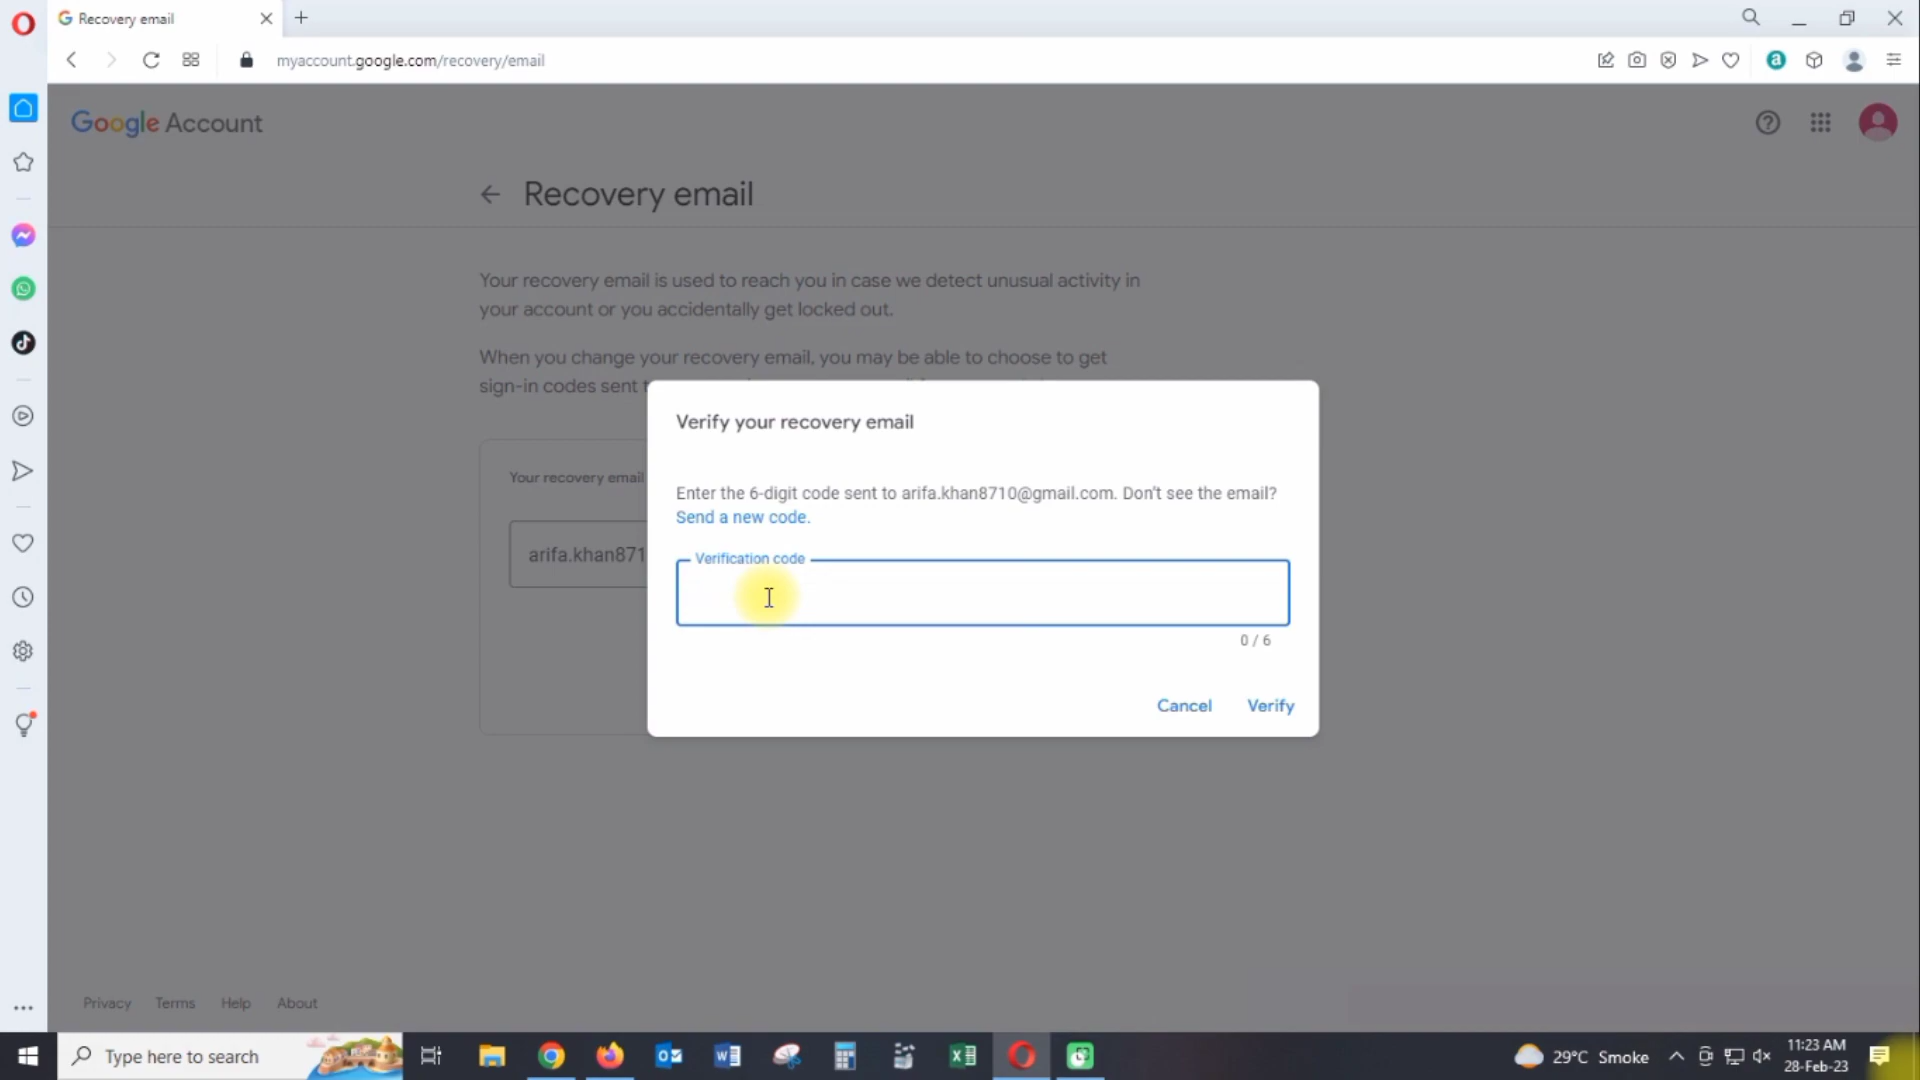 Recovery email
myaccount.google.com/recovery/email
Google Account
Recovery email
Your recovery email is used to reach you in case we detect unusual activity in
your account or you accidentally get locked out.
When you change your recovery email, you may be able to choose to get
sign-in codes sent
Verify your recovery email
Enter the 6-digit code sent to arifa.khan8710@gmail.com. Don't see the email?
Send a new code.
Your recovery email
arifa.khan871
Verification code
0 / 6
Cancel
Verify
Privacy
Terms
Help
About
Type here to search
29°C Smoke
11:23 AM
28-Feb-23